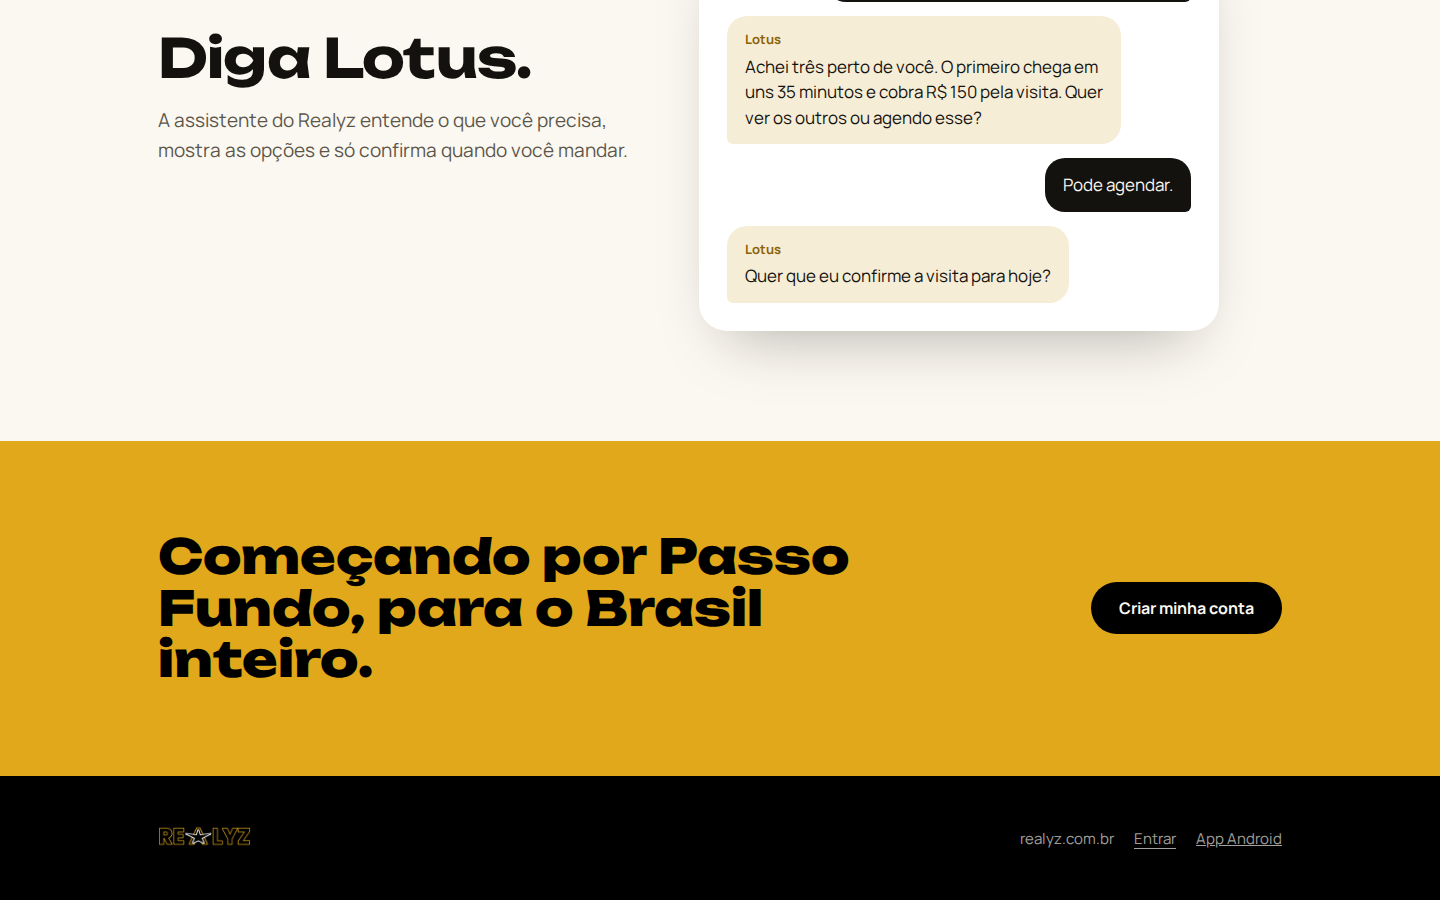 Diga Lotus.
A assistente do Realyz entende o que você precisa,
mostra as opções e só confirma quando você mandar.
Lotus
Achei três perto de você. O primeiro chega em
uns 35 minutos e cobra R$ 150 pela visita. Quer
ver os outros ou agendo esse?
Pode agendar.
Lotus
Quer que eu confirme a visita para hoje?
Começando por Passo
Fundo, para o Brasil
inteiro.
Criar minha conta
REALYZ
realyz.com.br Entrar App Android